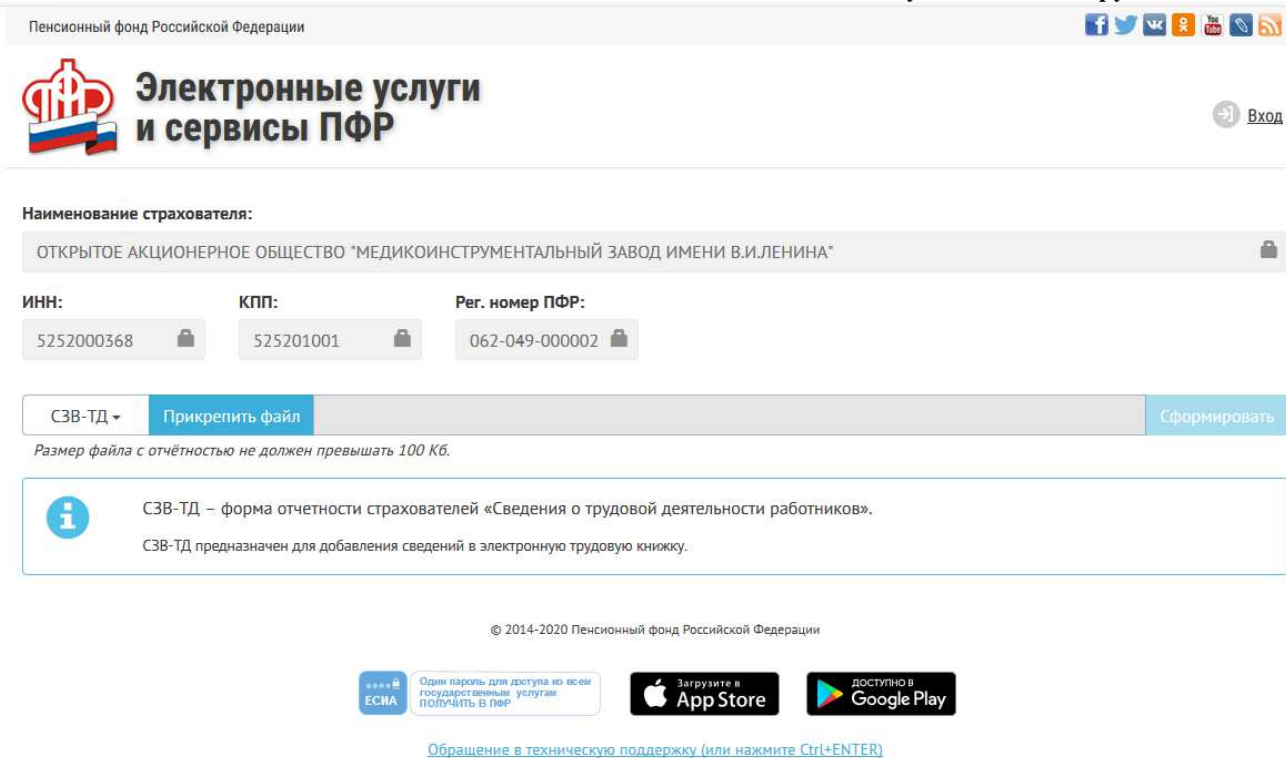 Пенсионный фонд Российской Федерации
Электронные услуги
и сервисы ПФР
Вход
Наименование страхователя:
ОТКРЫТОЕ АКЦИОНЕРНОЕ ОБЩЕСТВО "МЕДИКОИНСТРУМЕНТАЛЬНЫЙ ЗАВОД ИМЕНИ В.И.ЛЕНИНА"
ИНН: КПП: Рег. номер ПФР:
5252000368 525201001 062-049-000002
СЗВ-ТД Прикрепить файл Сформировать
Размер файла с отчётностью не должен превышать 100 Кб.
СЗВ-ТД – форма отчетности страхователей «Сведения о трудовой деятельности работников».
СЗВ-ТД предназначен для добавления сведений в электронную трудовую книжку.
© 2014-2020 Пенсионный фонд Российской Федерации
ЕСИА
Один пароль для доступа ко всем
государственным услугам
ПОЛУЧИТЬ В ПФР
Загрузите в
App Store
ДОСТУПНО В
Google Play
Обращение в техническую поддержку (или нажмите Ctrl+ENTER)